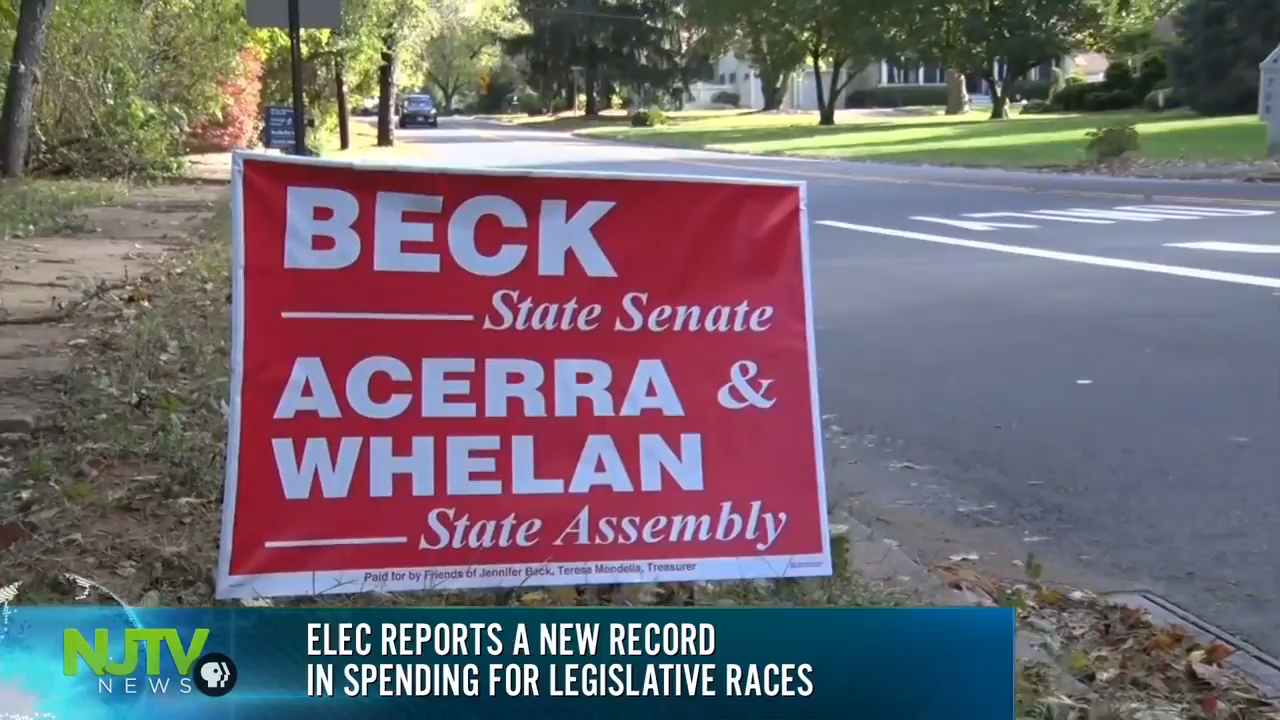 BECK
State Senate
ACERRA &
WHELAN
State Assembly
Paid for by Friends of Jennifer Beck, Teresa Mondella, Treasurer
ELEC REPORTS A NEW RECORD
IN SPENDING FOR LEGISLATIVE RACES
NJTV
NEWS